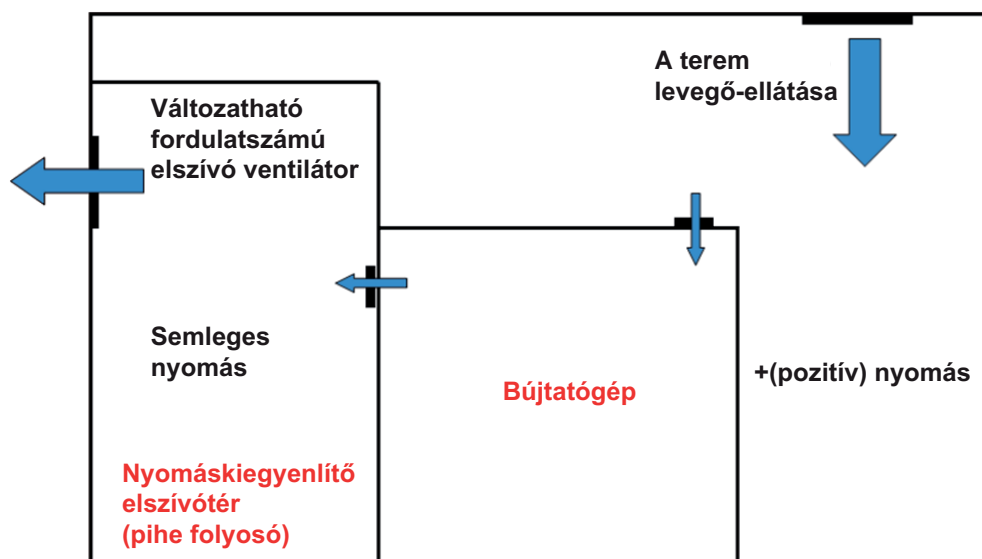 A terem
levegő-ellátása
Változatható
fordulatszámú
elszívó ventilátor
Semleges
nyomás
Bújtatógép
+(pozitív) nyomás
Nyomáskiegyenlítő
elszívótér
(pihe folyosó)